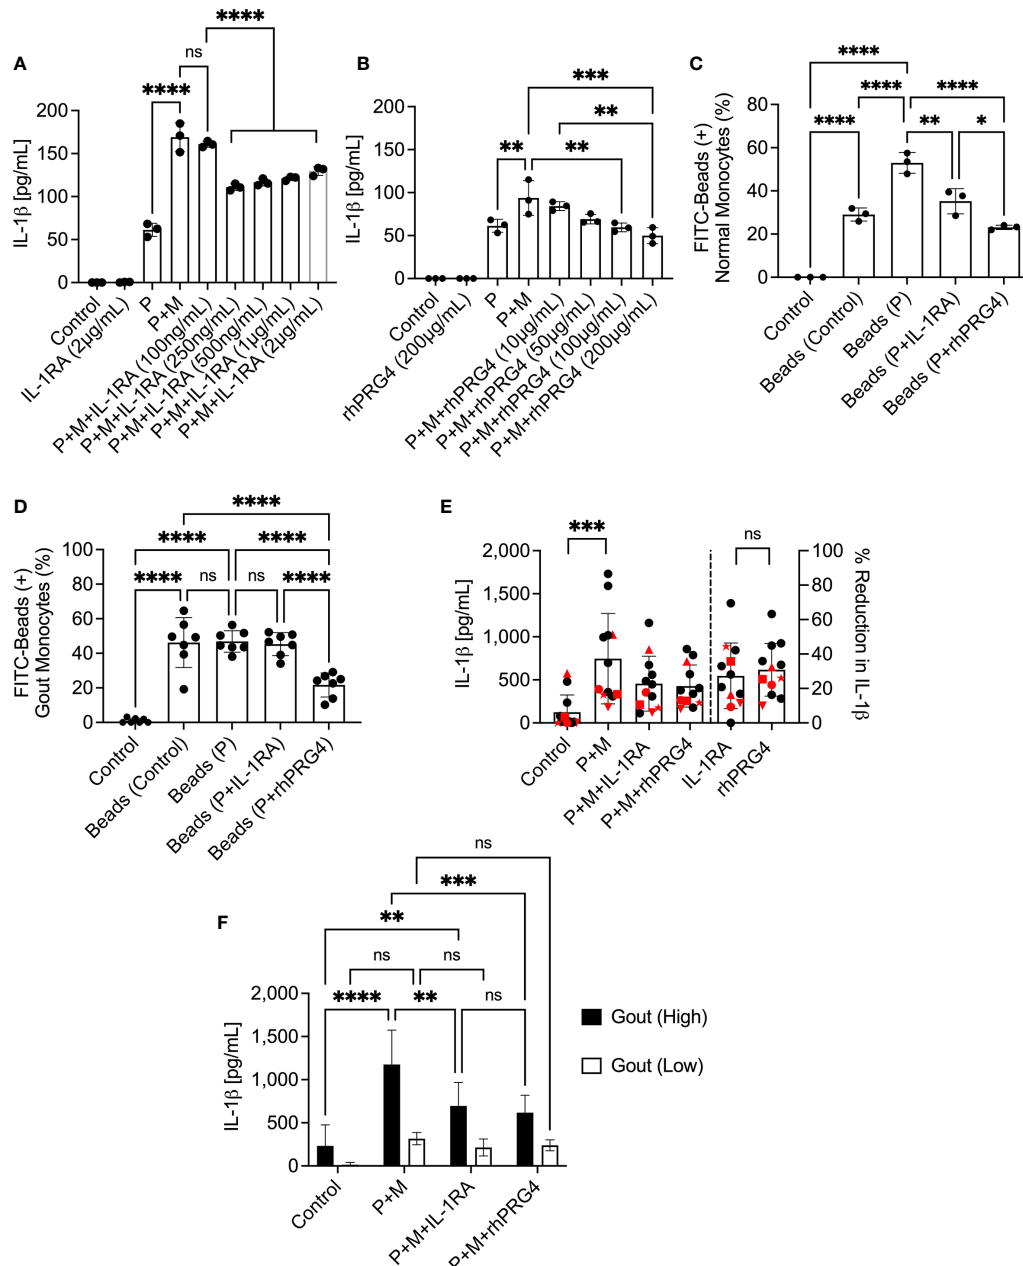 A
****
ns
****
IL-1β [pg/mL]
200
150
100
50
0
Control
IL-1RA (2μg/mL)
P
P+M
P+M+IL-1RA (100ng/mL)
P+M+IL-1RA (250ng/mL)
P+M+IL-1RA (500ng/mL)
P+M+IL-1RA (1μg/mL)
P+M+IL-1RA (2μg/mL)
B
***
**
**
**
IL-1β [pg/mL]
200
150
100
50
0
Control
rhPRG4 (200μg/mL)
P
P+M
P+M+rhPRG4 (10μg/mL)
P+M+rhPRG4 (50μg/mL)
P+M+rhPRG4 (100μg/mL)
P+M+rhPRG4 (200μg/mL)
C
****
****
****
****
**
*
FITC-Beads (+)
Normal Monocytes (%)
80
60
40
20
0
Control
Beads (Control)
Beads (P)
Beads (P+IL-1RA)
Beads (P+rhPRG4)
D
****
****
****
****
ns
ns
****
FITC-Beads (+)
Gout Monocytes (%)
100
80
60
40
20
0
Control
Beads (Control)
Beads (P)
Beads (P+IL-1RA)
Beads (P+rhPRG4)
E
***
ns
IL-1β [pg/mL]
2,000
1,500
1,000
500
0
100
80
60
40
20
0
% Reduction in IL-1β
Control
P+M
P+M+IL-1RA
P+M+rhPRG4
IL-1RA
rhPRG4
F
ns
***
**
ns
ns
****
**
ns
IL-1β [pg/mL]
2,000
1,500
1,000
500
0
Control
P+M
P+M+IL-1RA
P+M+rhPRG4
Gout (High)
Gout (Low)